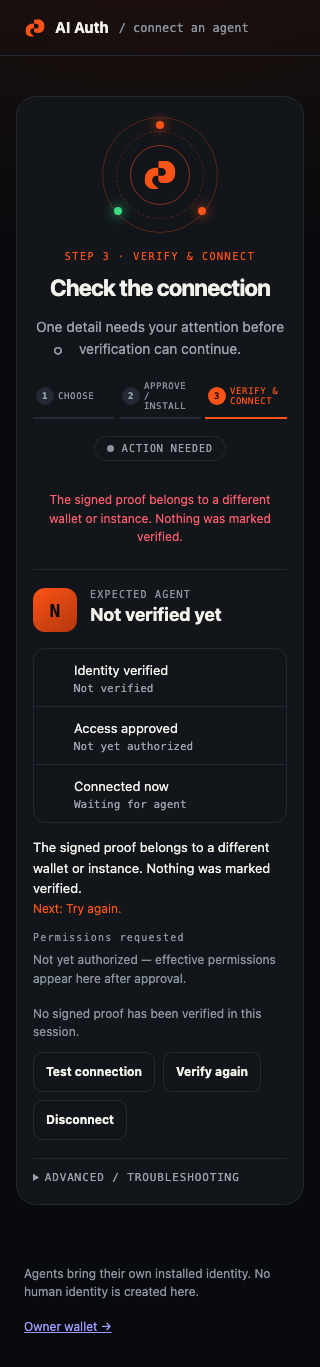 AI Auth / connect an agent
STEP 3 · VERIFY & CONNECT
Check the connection
One detail needs your attention before
verification can continue.
1 CHOOSE
2 APPROVE
/
INSTALL
3 VERIFY &
CONNECT
ACTION NEEDED
The signed proof belongs to a different
wallet or instance. Nothing was marked
verified.
N
EXPECTED AGENT
Not verified yet
Identity verified
Not verified
Access approved
Not yet authorized
Connected now
Waiting for agent
The signed proof belongs to a different
wallet or instance. Nothing was marked
verified.
Next: Try again.
Permissions requested
Not yet authorized — effective permissions
appear here after approval.
No signed proof has been verified in this
session.
Test connection
Verify again
Disconnect
▶ ADVANCED / TROUBLESHOOTING
Agents bring their own installed identity. No
human identity is created here.
Owner wallet →